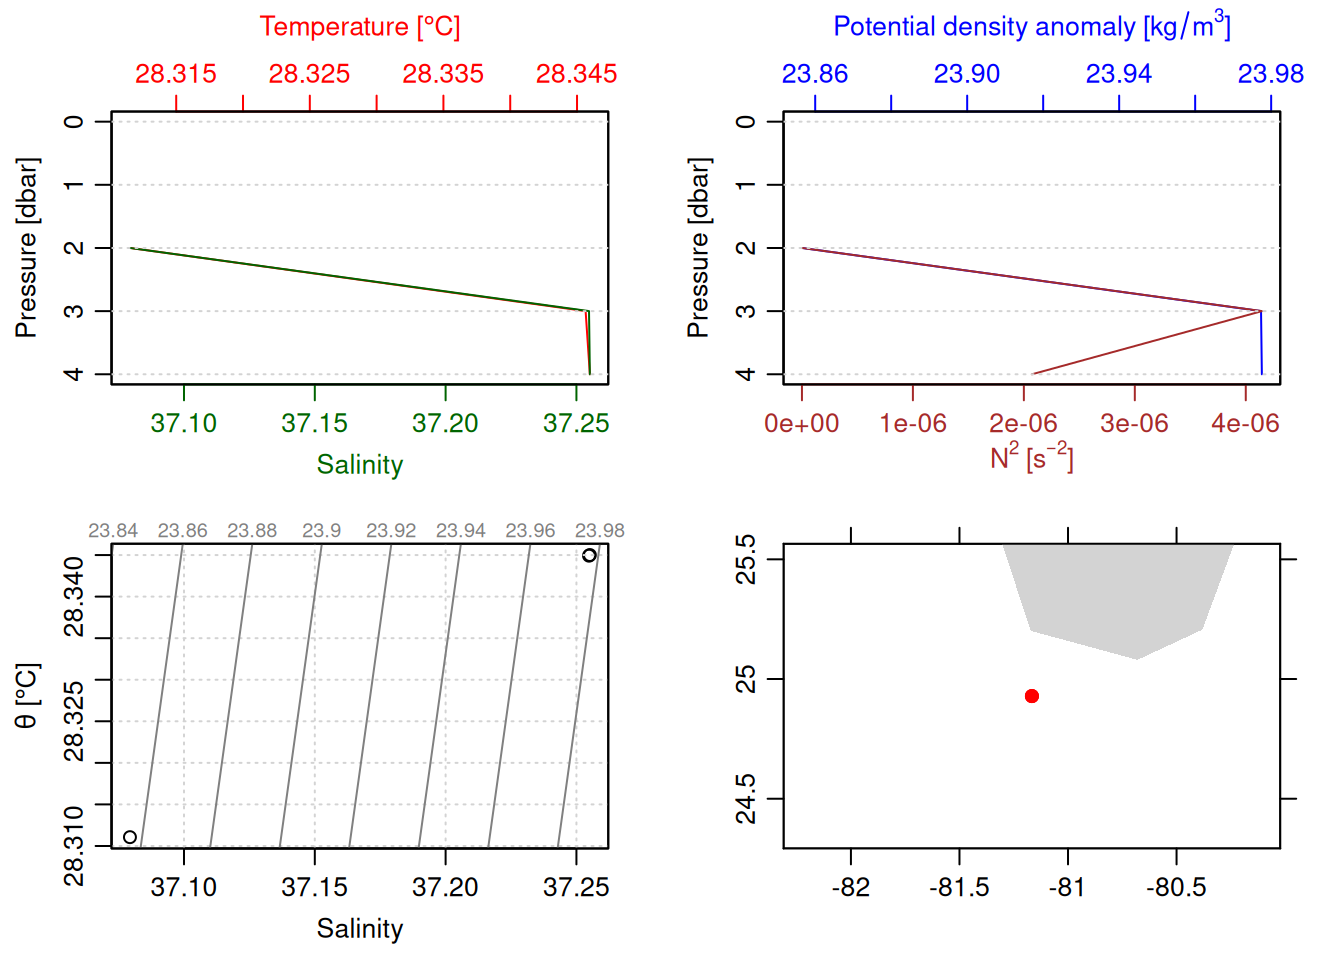 Temperature [°C]
28.315 28.325 28.335 28.345
Pressure [dbar]
0
1
2
3
4
37.10 37.15 37.20 37.25
Salinity
Potential density anomaly [kg/m³]
23.86 23.90 23.94 23.98
Pressure [dbar]
0
1
2
3
4
0e+00 1e-06 2e-06 3e-06 4e-06
N² [s⁻²]
23.84 23.86 23.88 23.9 23.92 23.94 23.96 23.98
θ [°C]
28.340
28.325
28.310
37.10 37.15 37.20 37.25
Salinity
25.5
25
24.5
-82 -81.5 -81 -80.5